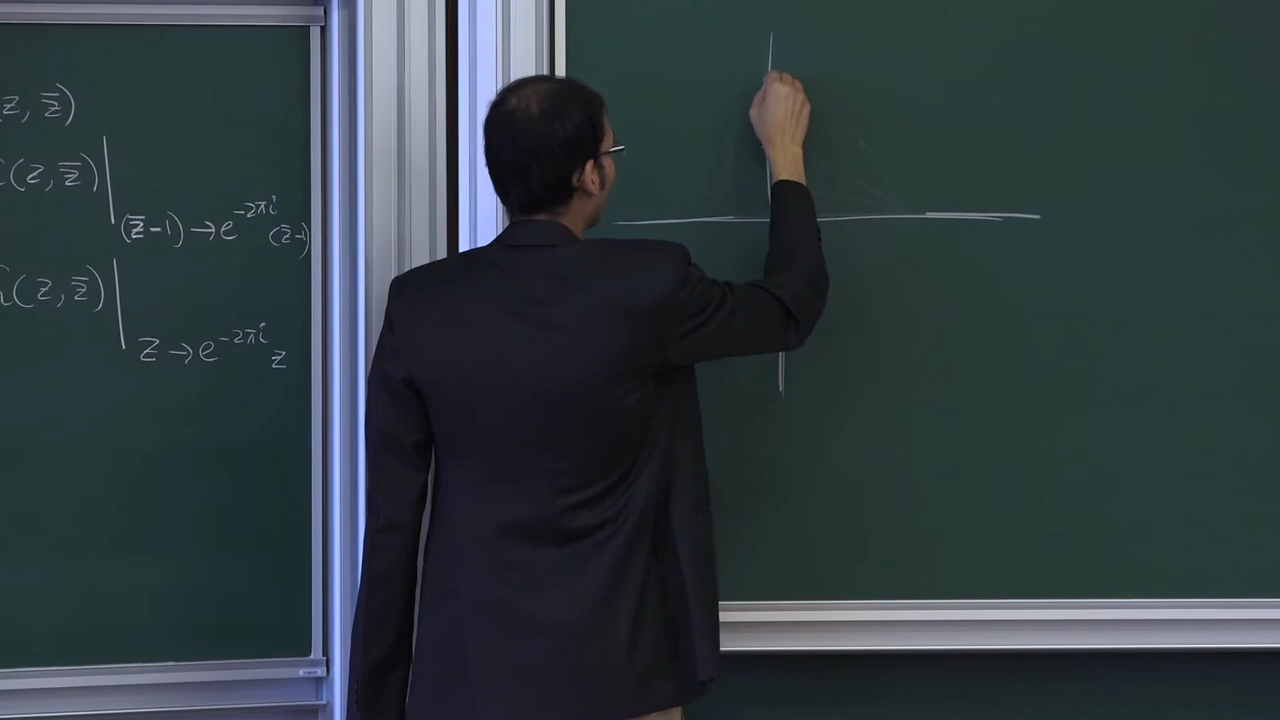 (z, z̅)
(z, z̅)|
(z̅-1) → e^{-2πi} (z̅-1)
(z, z̅)|
z → e^{-2πi} z